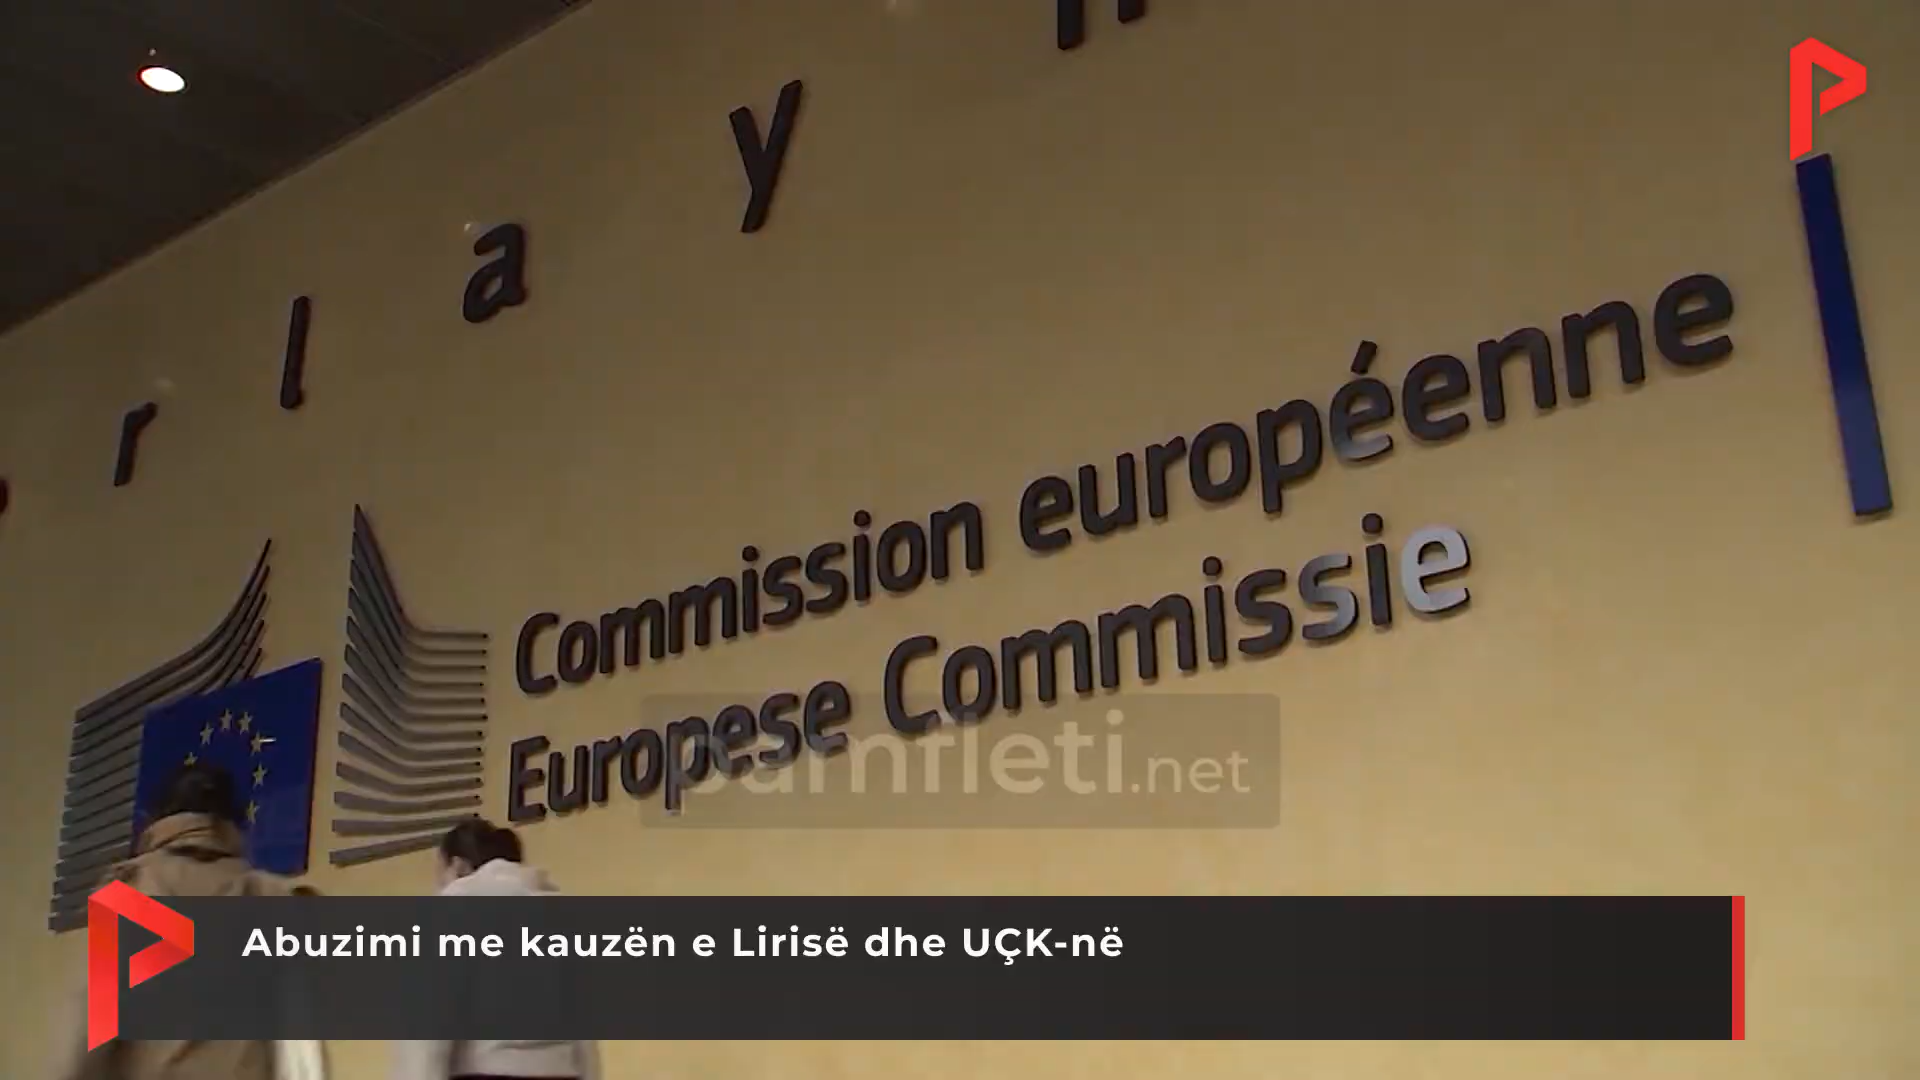 r l a y
Commission européenne
Europese Commissie
pamfleti.net
Abuzimi me kauzën e Lirisë dhe UÇK-në